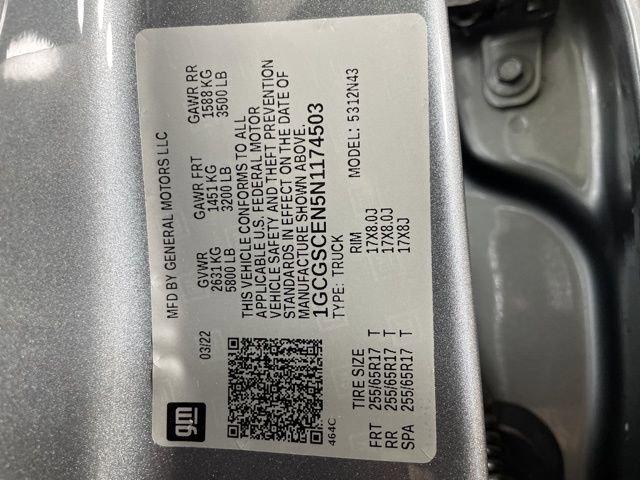 gm
MFD BY GENERAL MOTORS LLC
03/22
GVWR GAWR FRT GAWR RR
2631 KG 1451 KG 1588 KG
5800 LB 3200 LB 3500 LB
THIS VEHICLE CONFORMS TO ALL
APPLICABLE U.S. FEDERAL MOTOR
VEHICLE SAFETY AND THEFT PREVENTION
STANDARDS IN EFFECT ON THE DATE OF
MANUFACTURE SHOWN ABOVE.
1GCGSCEN5N1174503
464C
TYPE: TRUCK MODEL: 5312N43
TIRE SIZE RIM
FRT 255/65R17 T 17X8.0J
RR 255/65R17 T 17X8.0J
SPA 255/65R17 T 17X8J